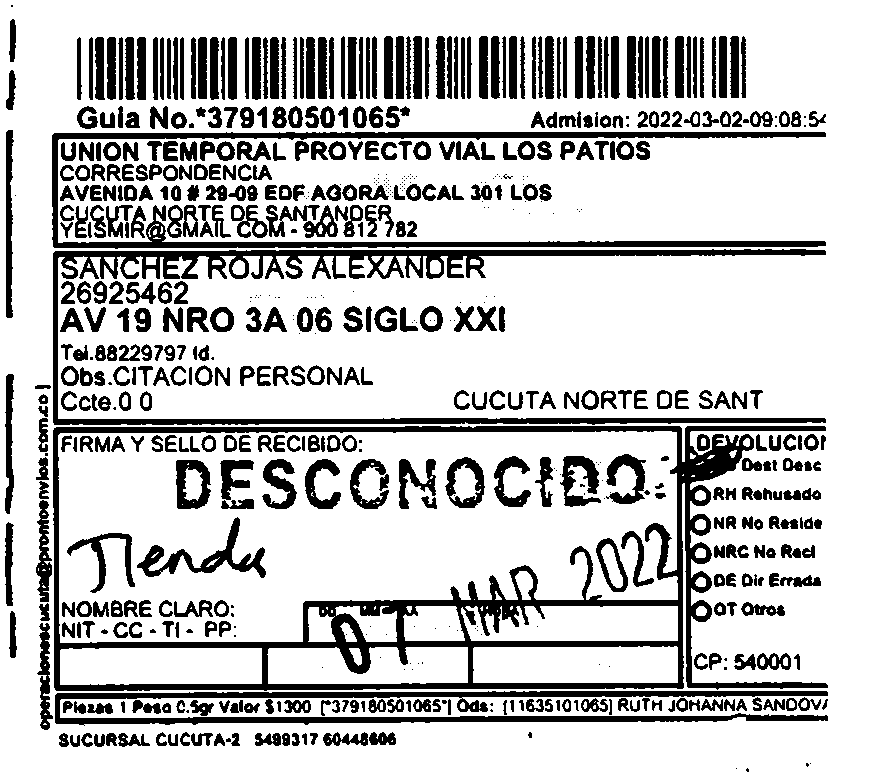 Guia No.*379180501065*
Admision: 2022-03-02-09:08:54
UNION TEMPORAL PROYECTO VIAL LOS PATIOS
CORRESPONDENCIA
AVENIDA 10 # 29-09 EDF AGORA LOCAL 301 LOS
CUCUTA NORTE DE SANTANDER
YEISMIR@GMAIL COM - 900 812 782
SANCHEZ ROJAS ALEXANDER
26925462
AV 19 NRO 3A 06 SIGLO XXI
Tel.88229797 Id.
Obs.CITACION PERSONAL
Ccte.0 0
CUCUTA NORTE DE SANT
operacionescucuta@prontoenvios.com.co]
FIRMA Y SELLO DE RECIBIDO:
DESCONOCIDO
Tienda
07 MAR 2022
NOMBRE CLARO:
NIT - CC - TI - PP:
DEVOLUCION
Dest Desc
RH Rehusado
NR No Reside
NRC No Recl
DE Dir Errada
OT Otros
CP: 540001
Piezas 1 Peso 0.5gr Valor $1300 [*379180501065*] Ods: [11635101065] RUTH JOHANNA SANDOVA
SUCURSAL CUCUTA-2 5499317 60448606